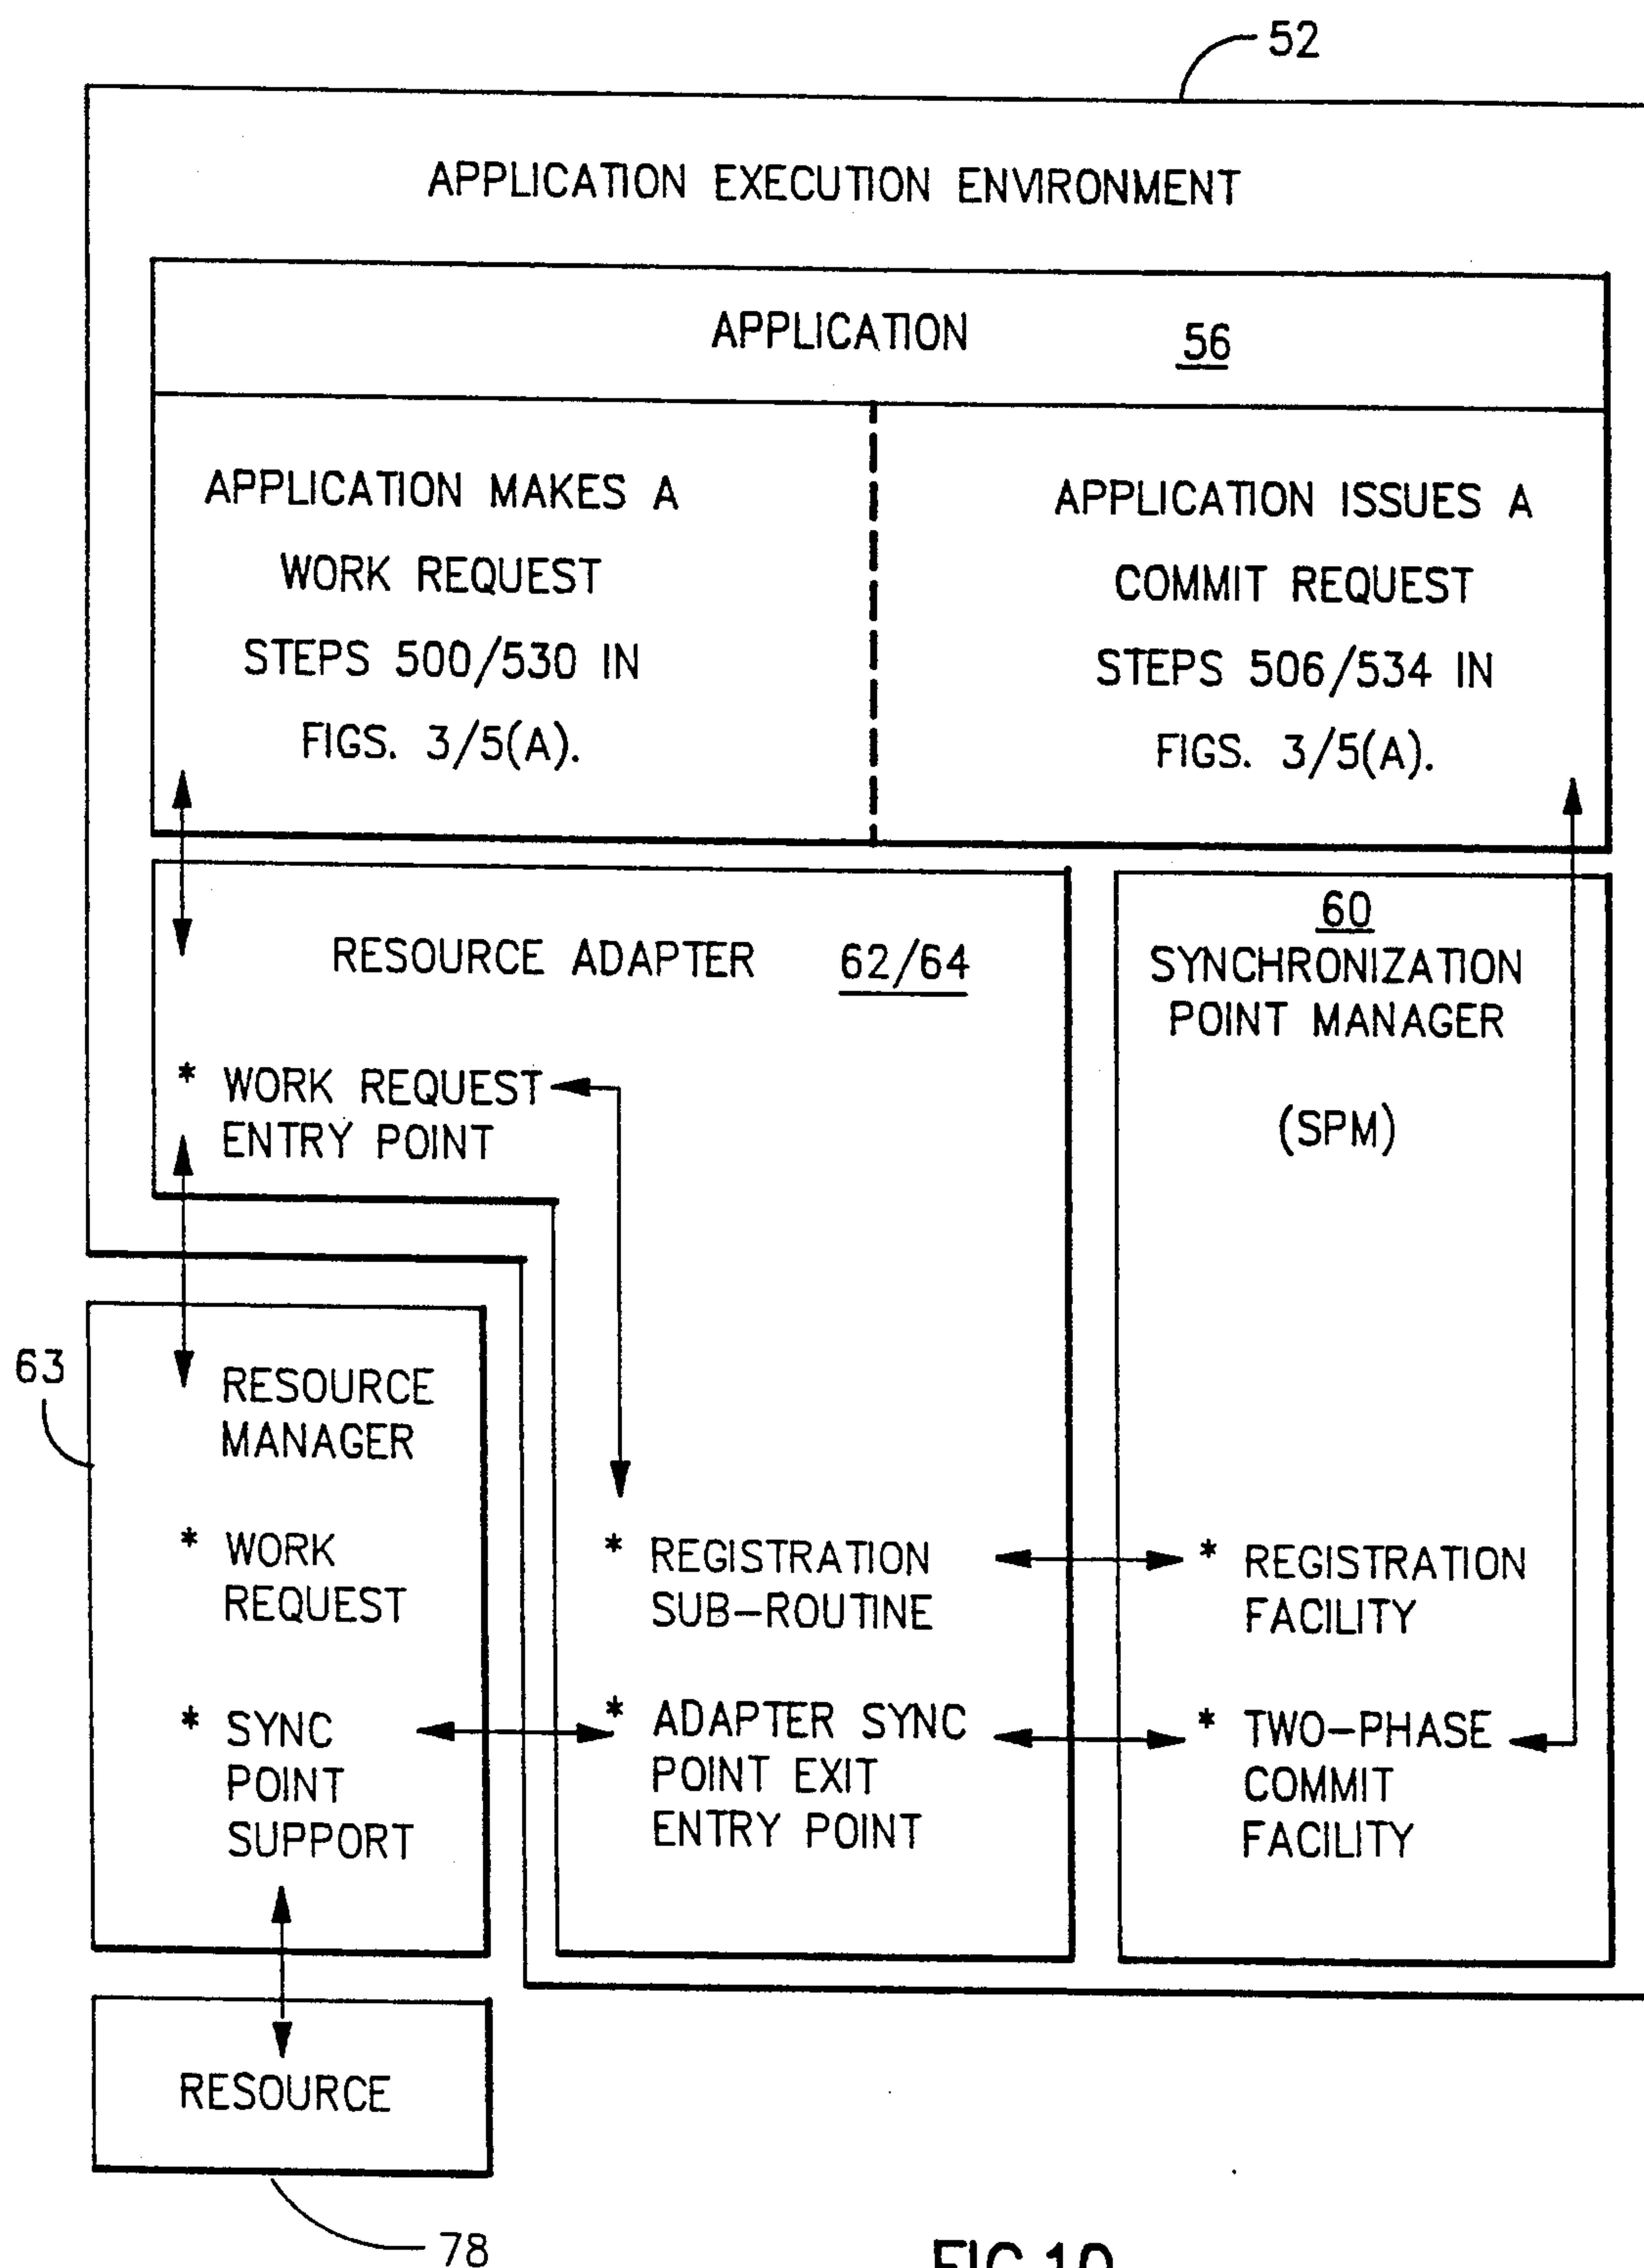 52
APPLICATION EXECUTION ENVIRONMENT
APPLICATION 56
APPLICATION MAKES A
WORK REQUEST
STEPS 500/530 IN
FIGS. 3/5(A).
APPLICATION ISSUES A
COMMIT REQUEST
STEPS 506/534 IN
FIGS. 3/5(A).
RESOURCE ADAPTER 62/64
* WORK REQUEST
ENTRY POINT
60
SYNCHRONIZATION
POINT MANAGER
(SPM)
63
RESOURCE
MANAGER
* WORK
REQUEST
* SYNC
POINT
SUPPORT
* REGISTRATION
SUB-ROUTINE
* ADAPTER SYNC
POINT EXIT
ENTRY POINT
* REGISTRATION
FACILITY
* TWO-PHASE
COMMIT
FACILITY
RESOURCE
78
FIG.10